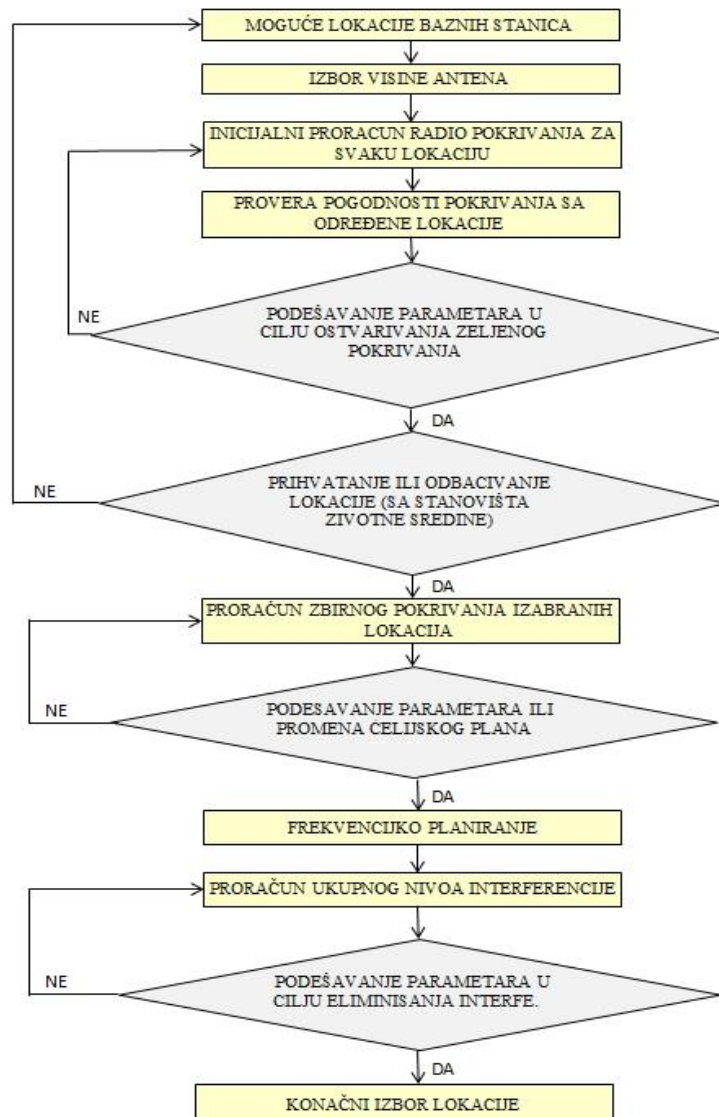 MOGUĆE LOKACIJE BAZNIH STANICA
IZBOR VISINE ANTENA
INICIJALNI PRORACUN RADIO POKRIVANJA ZA
SVAKU LOKACIJU
PROVERA POGODNOSTI POKRIVANJA SA
ODREĐENE LOKACIJE
PODEŠAVANJE PARAMETARA U
CILJU OSTVARIVANJA ZELJENOG
POKRIVANJA
NE
DA
PRIHVATANJE ILI ODBACIVANJE
LOKACIJE (SA STANOVIŠTA
ZIVOTNE SREDINE)
NE
DA
PRORAČUN ZBIRNOG POKRIVANJA IZABRANIH
LOKACIJA
PODESAVANJE PARAMETARA ILI
PROMENA ĆELIJSKOG PLANA
NE
DA
FREKVENCIJKO PLANIRANJE
PRORAČUN UKUPNOG NIVOA INTERFERENCIJE
PODEŠAVANJE PARAMETARA U
CILJU ELIMINISANJA INTERFE.
NE
DA
KONAČNI IZBOR LOKACIJE